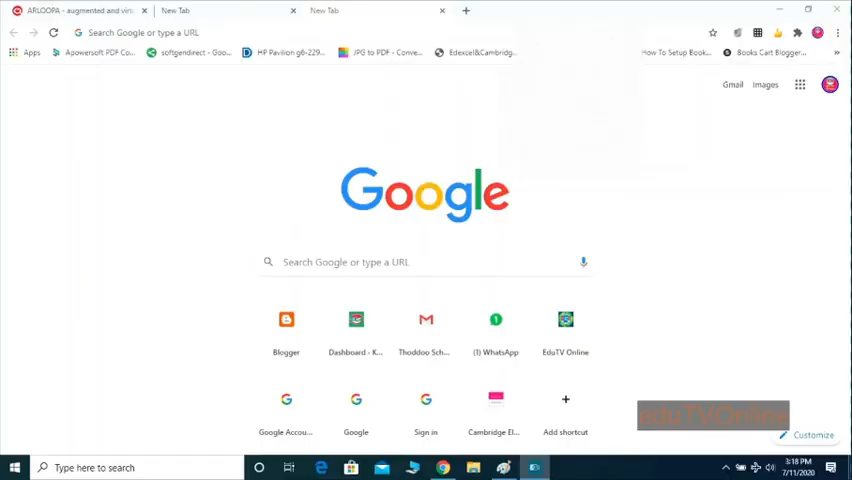 ARLOOPA - augmented and virtu
New Tab
New Tab
Search Google or type a URL
Apps
Apowersoft PDF Co...
softgendirect - Goo...
HP Pavilion g6-229...
JPG to PDF - Conve...
Edexcel&Cambridg...
How To Setup Book...
Books Cart Blogger...
Gmail
Images
Google
Search Google or type a URL
Blogger
Dashboard - K...
Thoddoo Sch...
(1) WhatsApp
EduTV Online
Google Accou...
Google
Sign in
Cambridge El...
Add shortcut
eduTVOnline
Customize
Type here to search
3:18 PM
7/11/2020